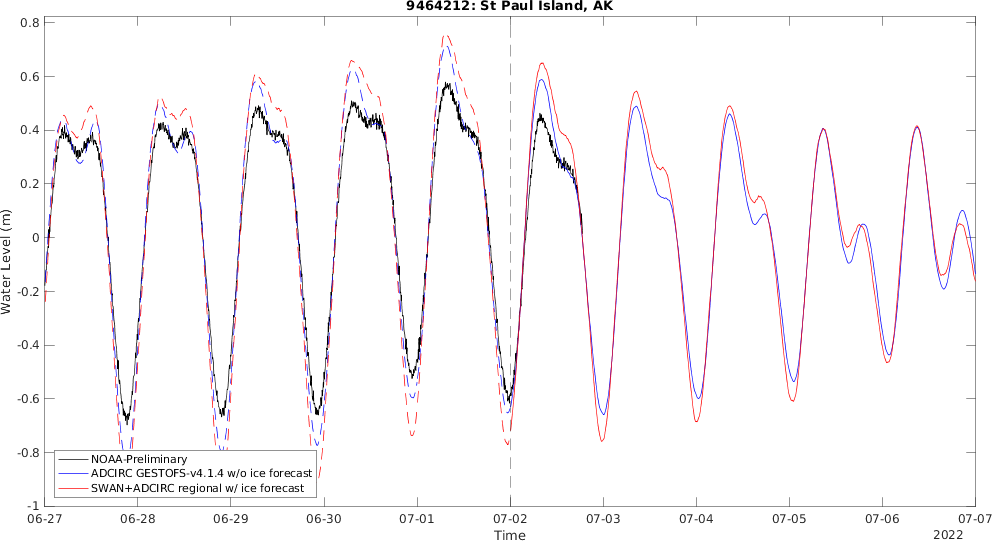 9464212: St Paul Island, AK
0.8
0.6
0.4
0.2
0
-0.2
-0.4
-0.6
-0.8
-1
Water Level (m)
NOAA-Preliminary
ADCIRC GESTOFS-v4.1.4 w/o ice forecast
SWAN+ADCIRC regional w/ ice forecast
06-27 06-28 06-29 06-30 07-01 07-02 07-03 07-04 07-05 07-06 07-07
Time
2022